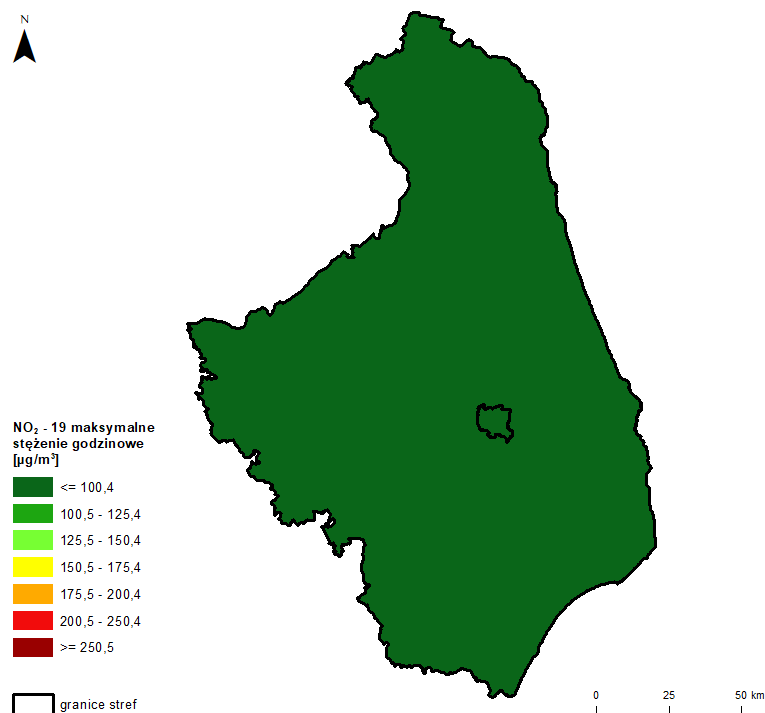 N
NO₂ - 19 maksymalne
stężenie godzinowe
[µg/m³]
<= 100,4
100,5 - 125,4
125,5 - 150,4
150,5 - 175,4
175,5 - 200,4
200,5 - 250,4
>= 250,5
granice stref
0 25 50 km